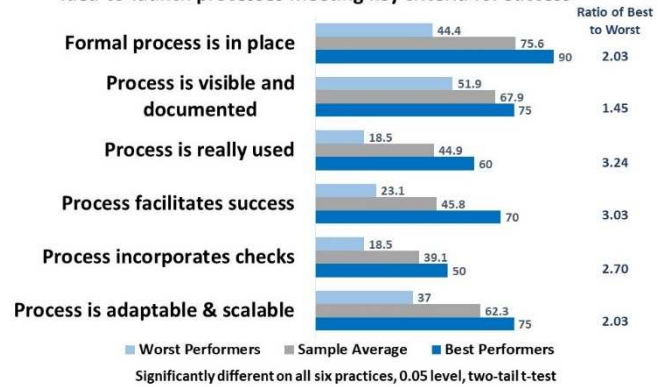 Ratio of Best
to Worst
Formal process is in place
44.4
75.6
90
2.03
Process is visible and
documented
51.9
67.9
75
1.45
Process is really used
18.5
44.9
60
3.24
Process facilitates success
23.1
45.8
70
3.03
Process incorporates checks
18.5
39.1
50
2.70
Process is adaptable & scalable
37
62.3
75
2.03
Worst Performers Sample Average Best Performers
Significantly different on all six practices, 0.05 level, two-tail t-test